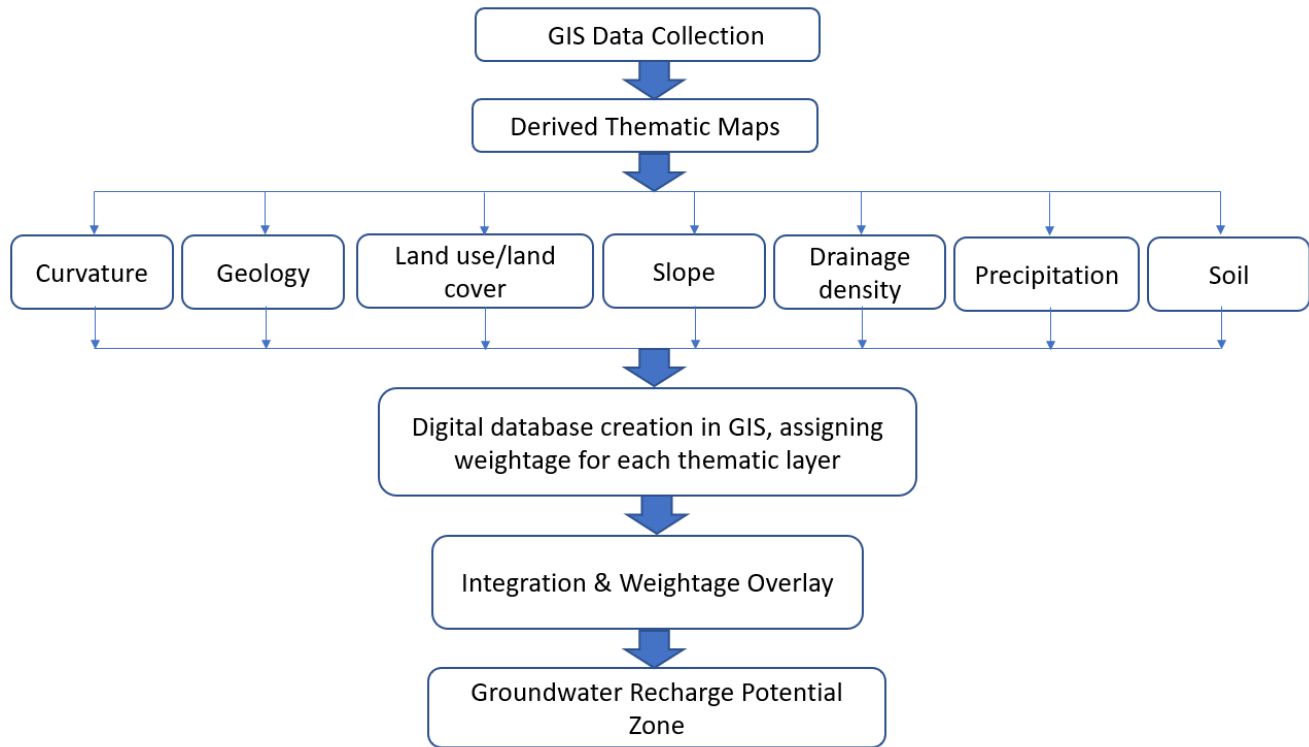 GIS Data Collection
Derived Thematic Maps
Curvature
Geology
Land use/land
cover
Slope
Drainage
density
Precipitation
Soil
Digital database creation in GIS, assigning
weightage for each thematic layer
Integration & Weightage Overlay
Groundwater Recharge Potential
Zone